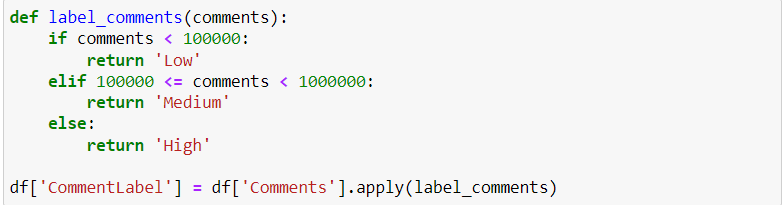 def label_comments(comments):
    if comments < 100000:
        return 'Low'
    elif 100000 <= comments < 1000000:
        return 'Medium'
    else:
        return 'High'

df['CommentLabel'] = df['Comments'].apply(label_comments)